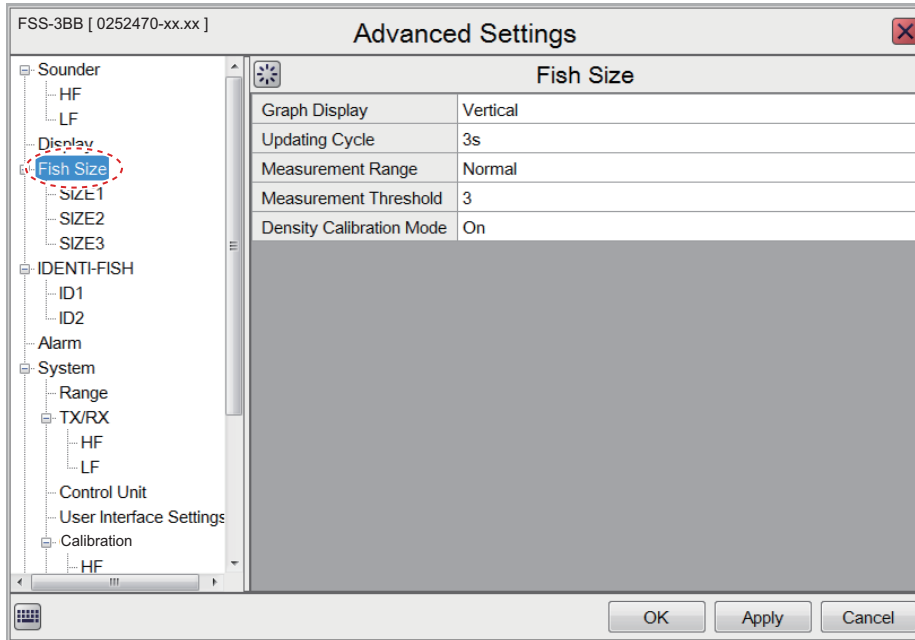 FSS-3BB [ 0252470-xx.xx ]
Advanced Settings
Sounder
HF
LF
Display
Fish Size
SIZE1
SIZE2
SIZE3
IDENTI-FISH
ID1
ID2
Alarm
System
Range
TX/RX
HF
LF
Control Unit
User Interface Settings
Calibration
HF
Fish Size
Graph Display Vertical
Updating Cycle 3s
Measurement Range Normal
Measurement Threshold 3
Density Calibration Mode On
OK Apply Cancel